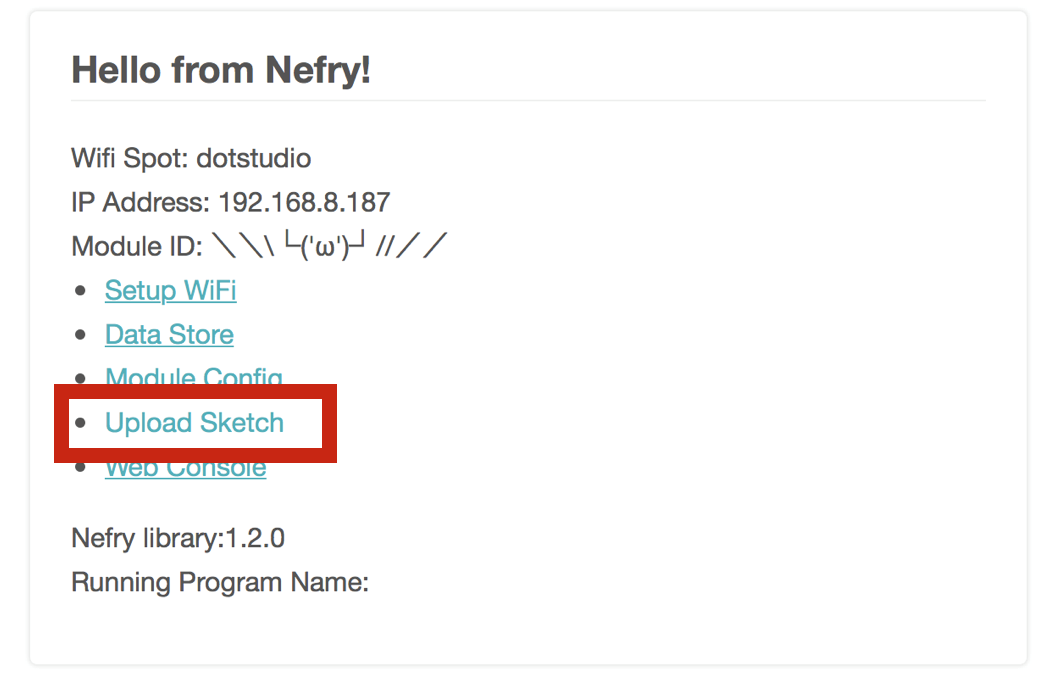 Hello from Nefry!
Wifi Spot: dotstudio
IP Address: 192.168.8.187
Module ID: ＼＼\ └('ω')┘ //／／
• Setup WiFi
• Data Store
• Module Config
• Upload Sketch
• Web Console
Nefry library:1.2.0
Running Program Name: